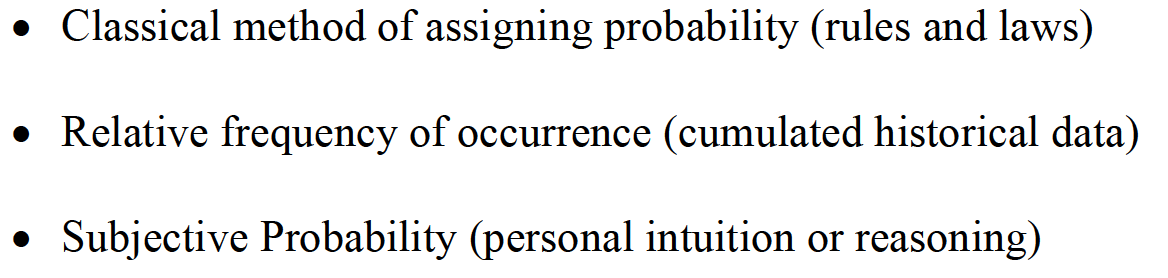 • Classical method of assigning probability (rules and laws)
• Relative frequency of occurrence (cumulated historical data)
• Subjective Probability (personal intuition or reasoning)